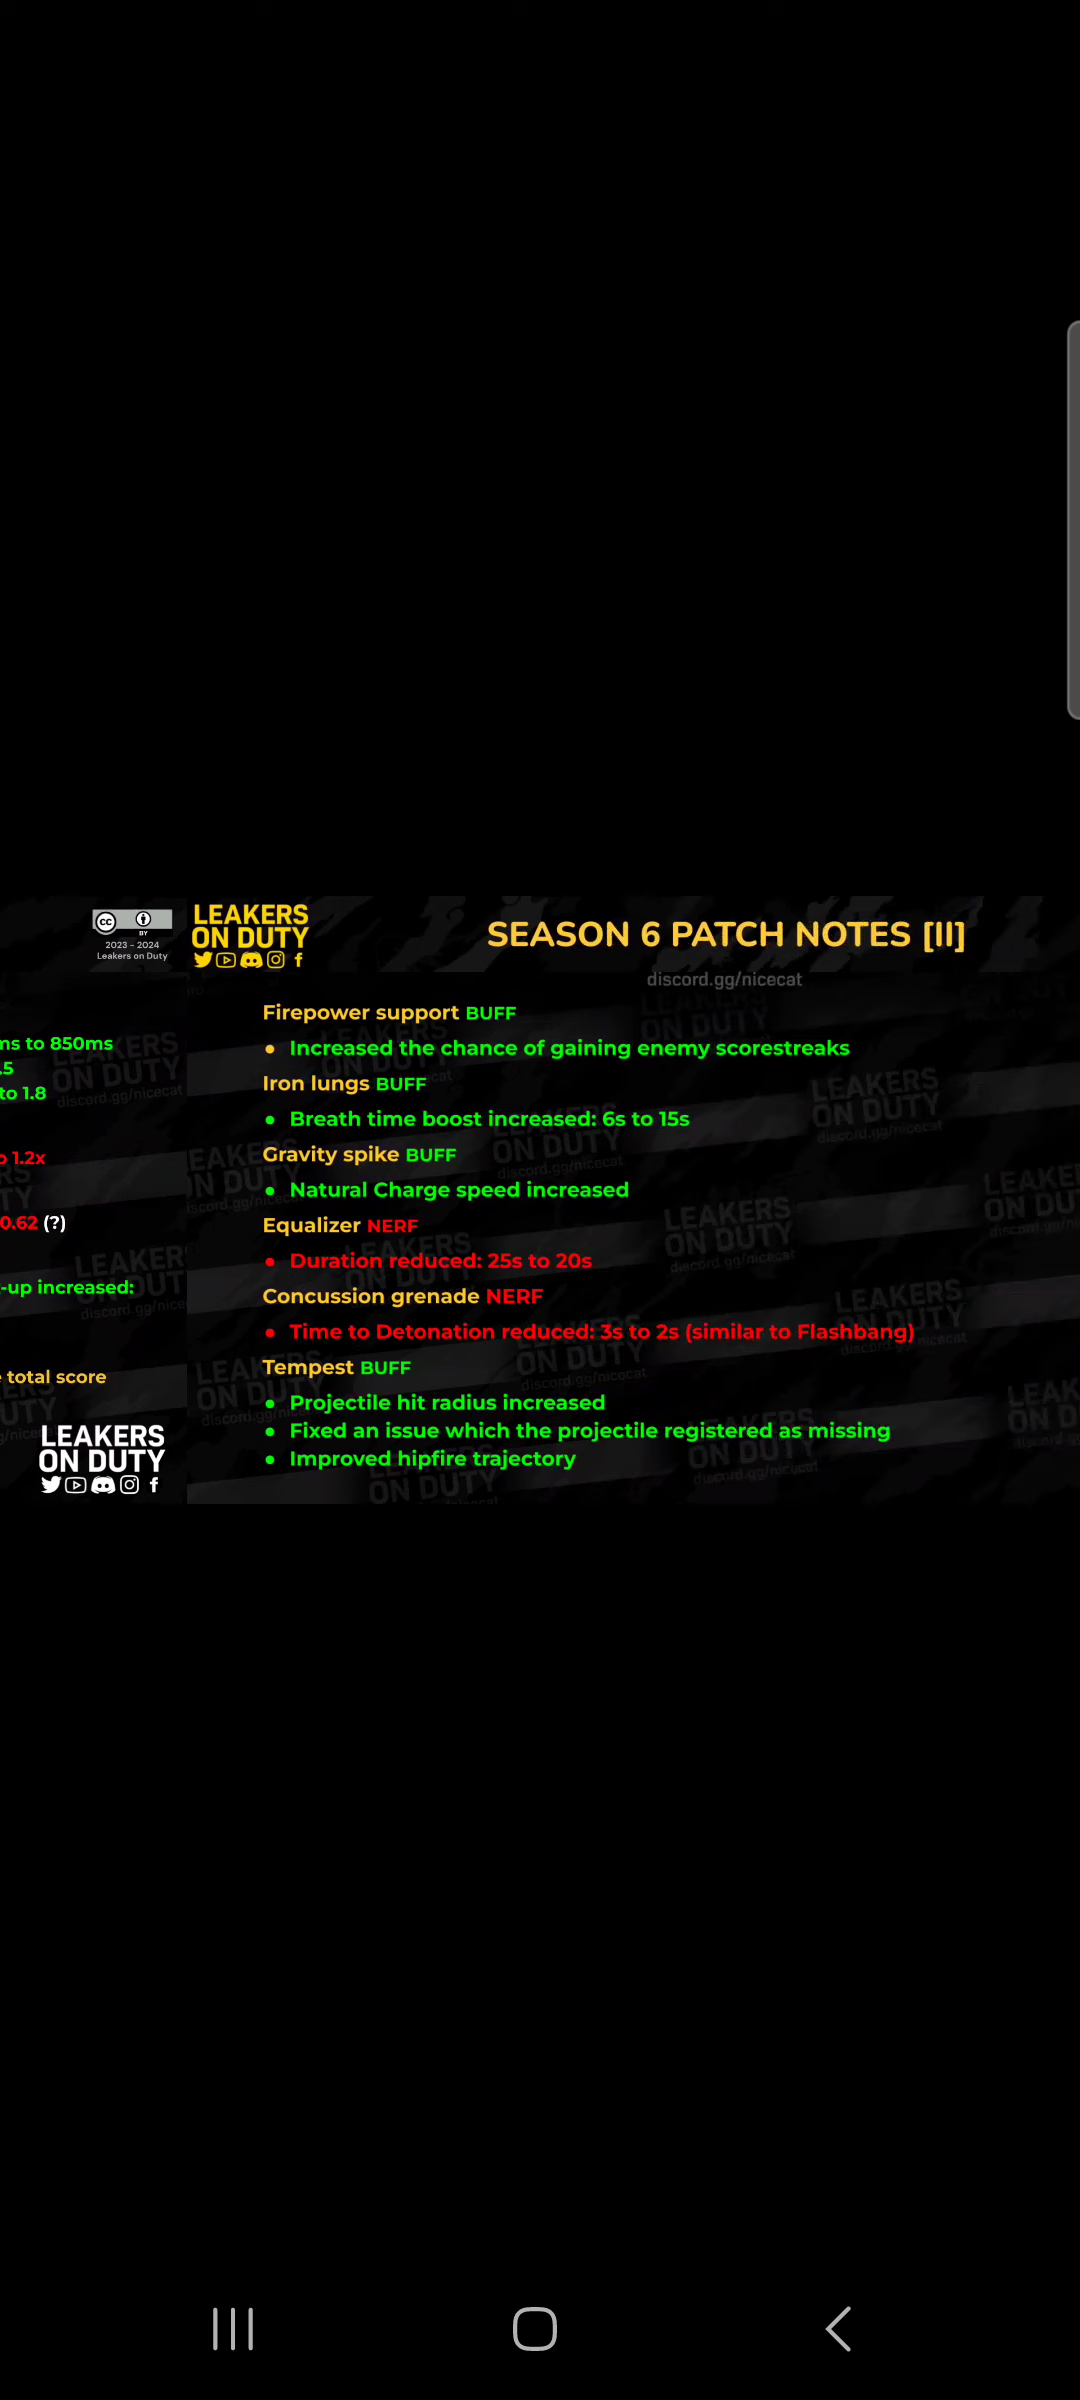 BY
2023 - 2024
Leakers on Duty
ms to 850ms
.5
to 1.8
o 1.2x
0.62 (?)
-up increased:
e total score
LEAKERS
ON DUTY
LEAKERS
ON DUTY
SEASON 6 PATCH NOTES [II]
discord.gg/nicecat
Firepower support BUFF
● Increased the chance of gaining enemy scorestreaks
Iron lungs BUFF
● Breath time boost increased: 6s to 15s
Gravity spike BUFF
● Natural Charge speed increased
Equalizer NERF
● Duration reduced: 25s to 20s
Concussion grenade NERF
● Time to Detonation reduced: 3s to 2s (similar to Flashbang)
Tempest BUFF
● Projectile hit radius increased
● Fixed an issue which the projectile registered as missing
● Improved hipfire trajectory